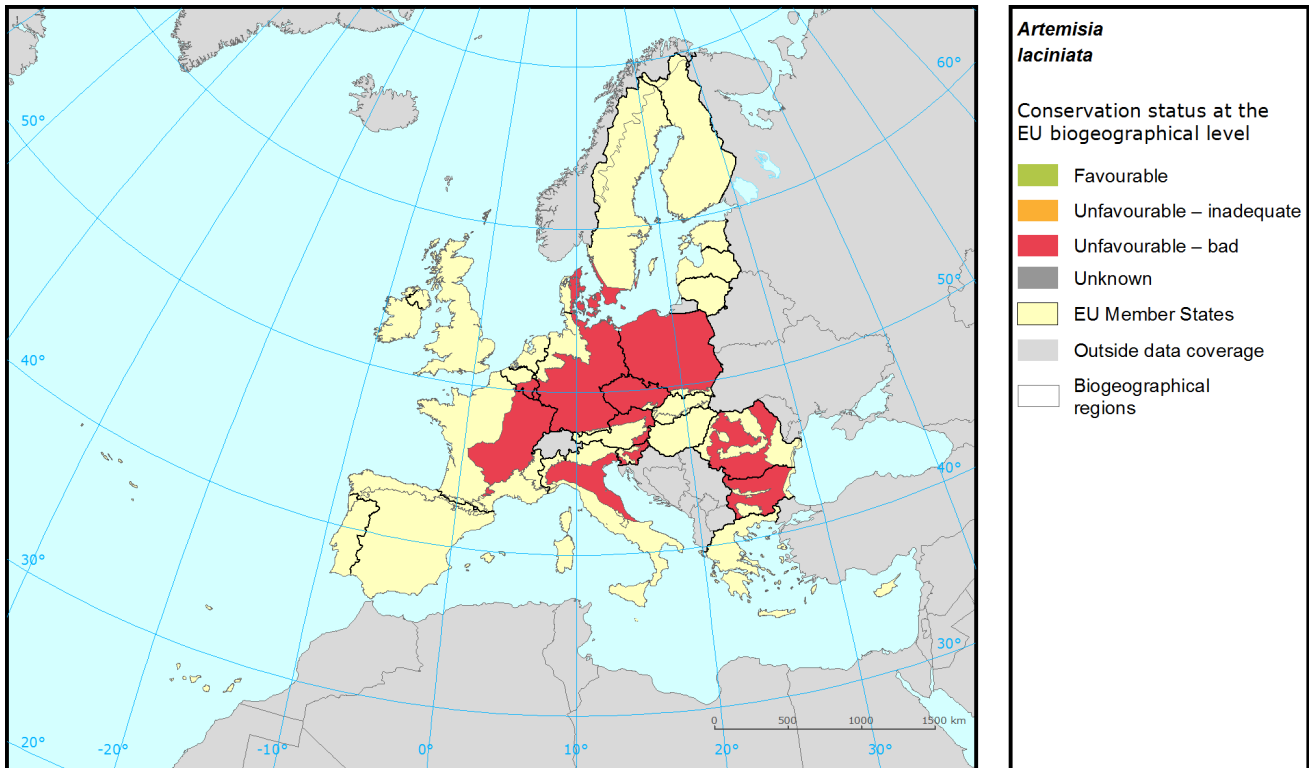 60°
50°
50°
40°
40°
30°
30°
20°
-20°
-10°
0°
10°
20°
30°
0 500 1000 1500 km
Artemisia
laciniata
Conservation status at the
EU biogeographical level
Favourable
Unfavourable – inadequate
Unfavourable – bad
Unknown
EU Member States
Outside data coverage
Biogeographical
regions